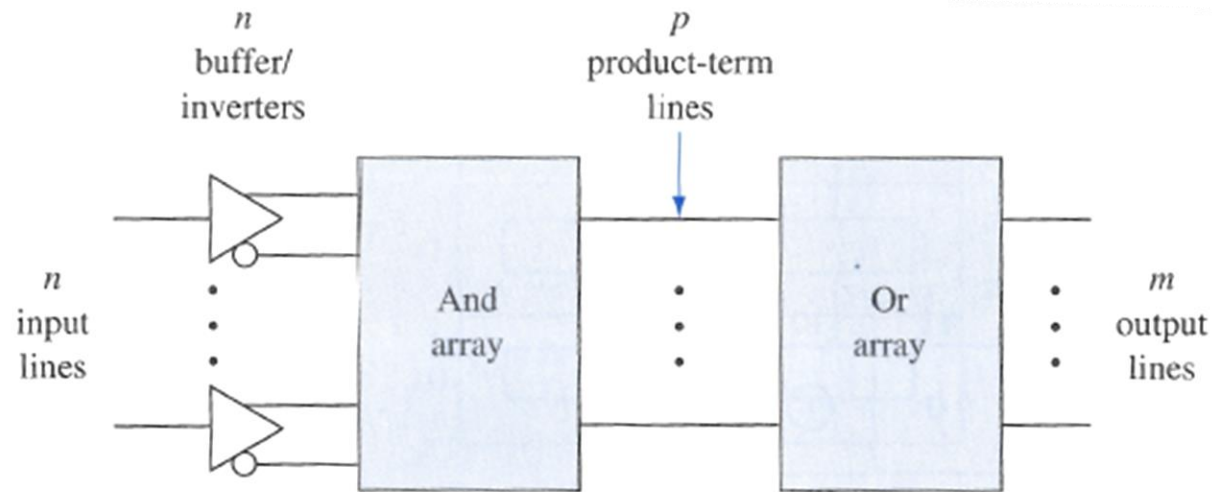 n
buffer/
inverters
p
product-term
lines
n
input
lines
And
array
Or
array
m
output
lines